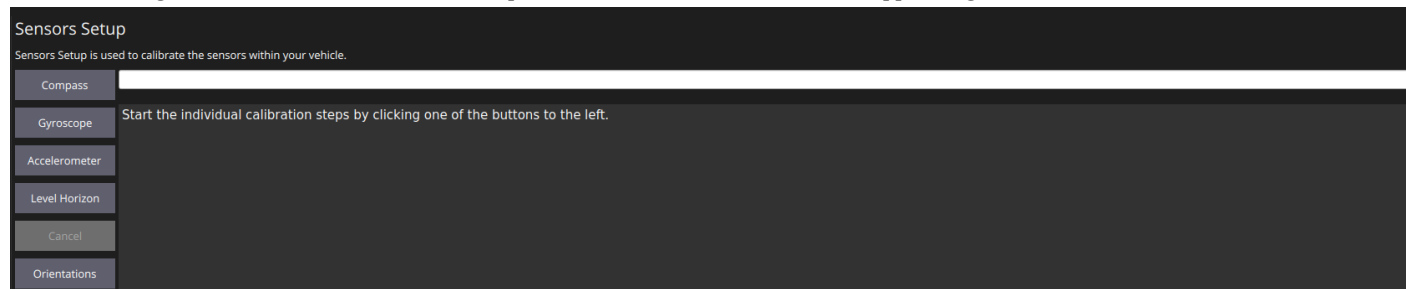 Sensors Setup
Sensors Setup is used to calibrate the sensors within your vehicle.
Compass
Gyroscope
Start the individual calibration steps by clicking one of the buttons to the left.
Accelerometer
Level Horizon
Cancel
Orientations